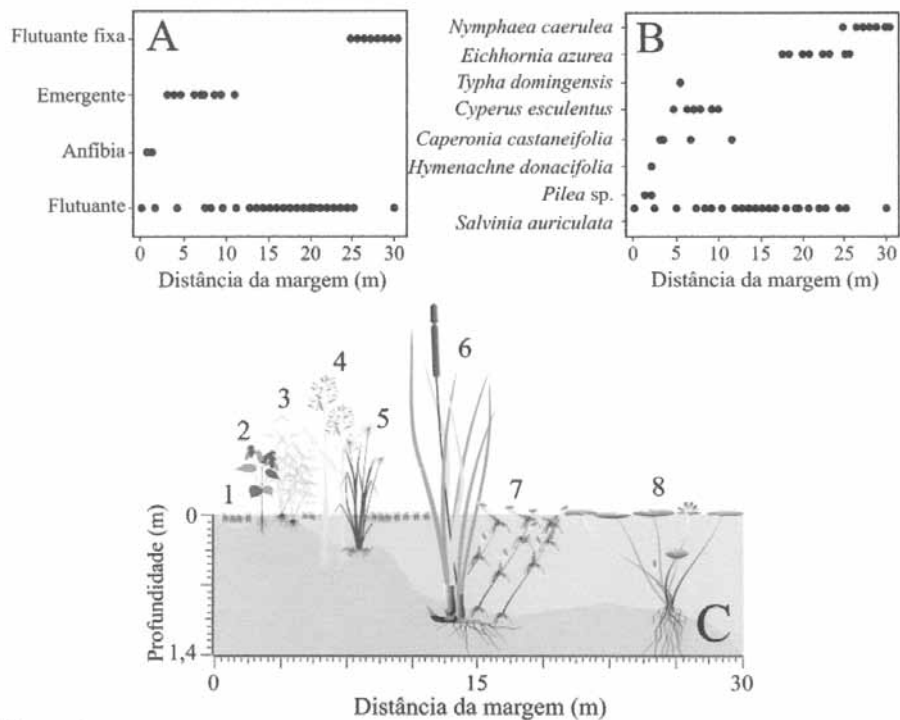 A
Flutuante fixa
Emergente
Anfíbia
Flutuante
0 5 10 15 20 25 30
Distância da margem (m)
B
Nymphaea caerulea
Eichhornia azurea
Typha domingensis
Cyperus esculentus
Caperonia castaneifolia
Hymenachne donacifolia
Pilea sp.
Salvinia auriculata
0 5 10 15 20 25 30
Distância da margem (m)
1 2 3 4 5 6 7 8
0
Profundidade (m)
1,4
C
0 15 30
Distância da margem (m)